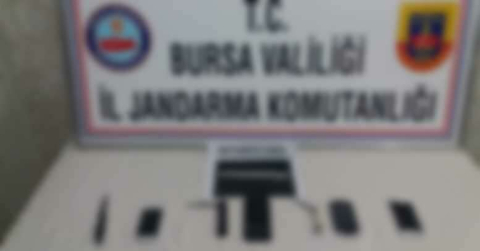 T.C.
BURSA VALİLİĞİ
İL JANDARMA KOMUTANLIĞI